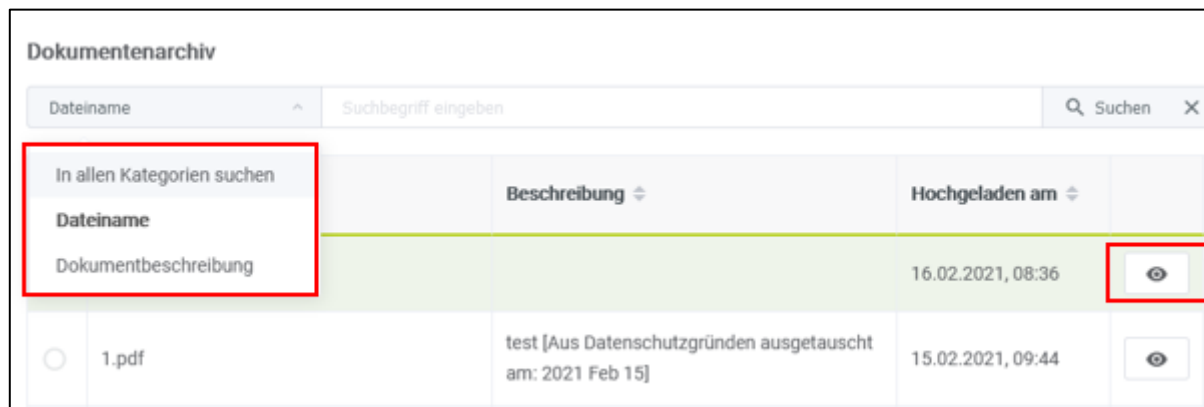 Dokumentenarchiv
Dateiname
Suchbegriff eingeben
Suchen
In allen Kategorien suchen
Dateiname
Dokumentbeschreibung
Beschreibung
Hochgeladen am
16.02.2021, 08:36
1.pdf
test [Aus Datenschutzgründen ausgetauscht
am: 2021 Feb 15]
15.02.2021, 09:44